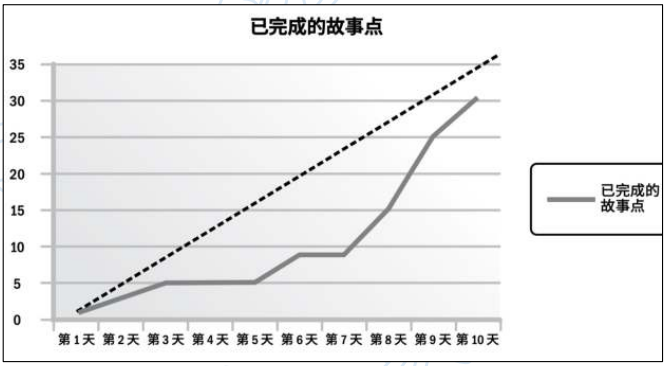 已完成的故事点
35
30
25
20
15
10
5
0
第 1 天 第 2 天 第 3 天 第 4 天 第 5 天 第 6 天 第 7 天 第 8 天 第 9 天 第 10 天
已完成的
故事点